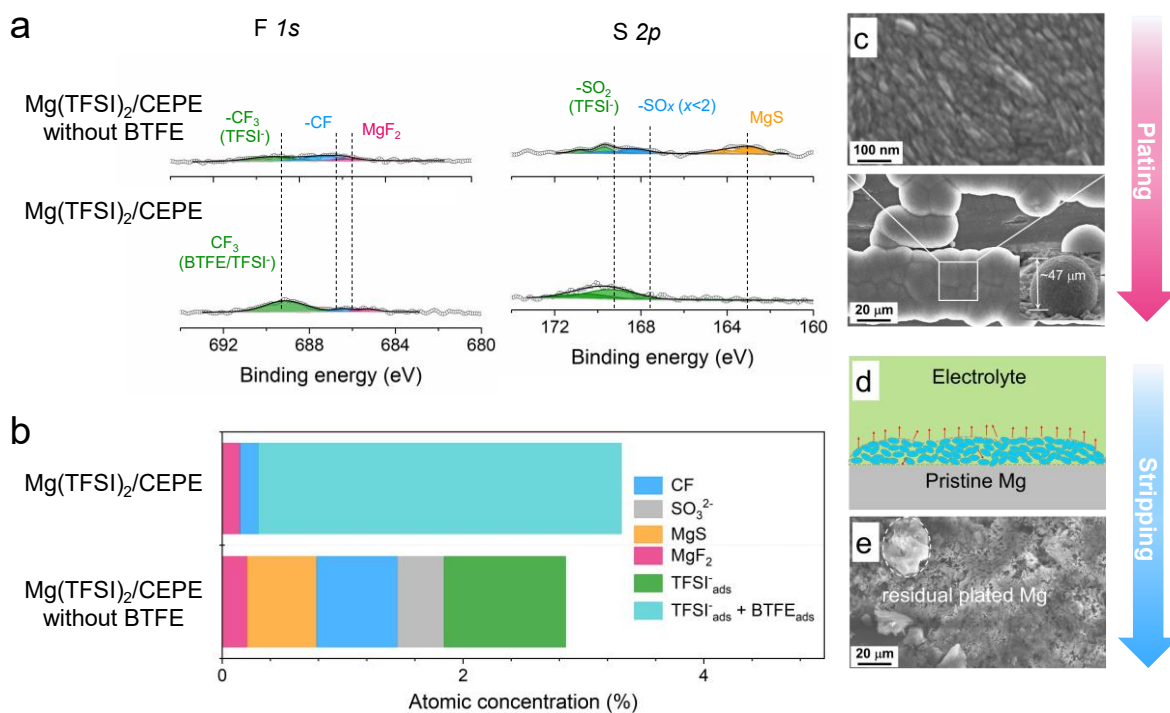 a
F 1s
S 2p
Mg(TFSI)₂/CEPE
without BTFE
-CF₃
(TFSI⁻)
-CF
MgF₂
-SO₂
(TFSI⁻)
-SOx (x<2)
MgS
Mg(TFSI)₂/CEPE
CF₃
(BTFE/TFSI⁻)
692 688 684 680
Binding energy (eV)
172 168 164 160
Binding energy (eV)
b
Mg(TFSI)₂/CEPE
Mg(TFSI)₂/CEPE
without BTFE
CF
SO₃²⁻
MgS
MgF₂
TFSI⁻ads
TFSI⁻ads + BTFEads
0 2 4
Atomic concentration (%)
c
100 nm
~47 μm
20 μm
Plating
d
Electrolyte
Pristine Mg
e
residual plated Mg
20 μm
Stripping